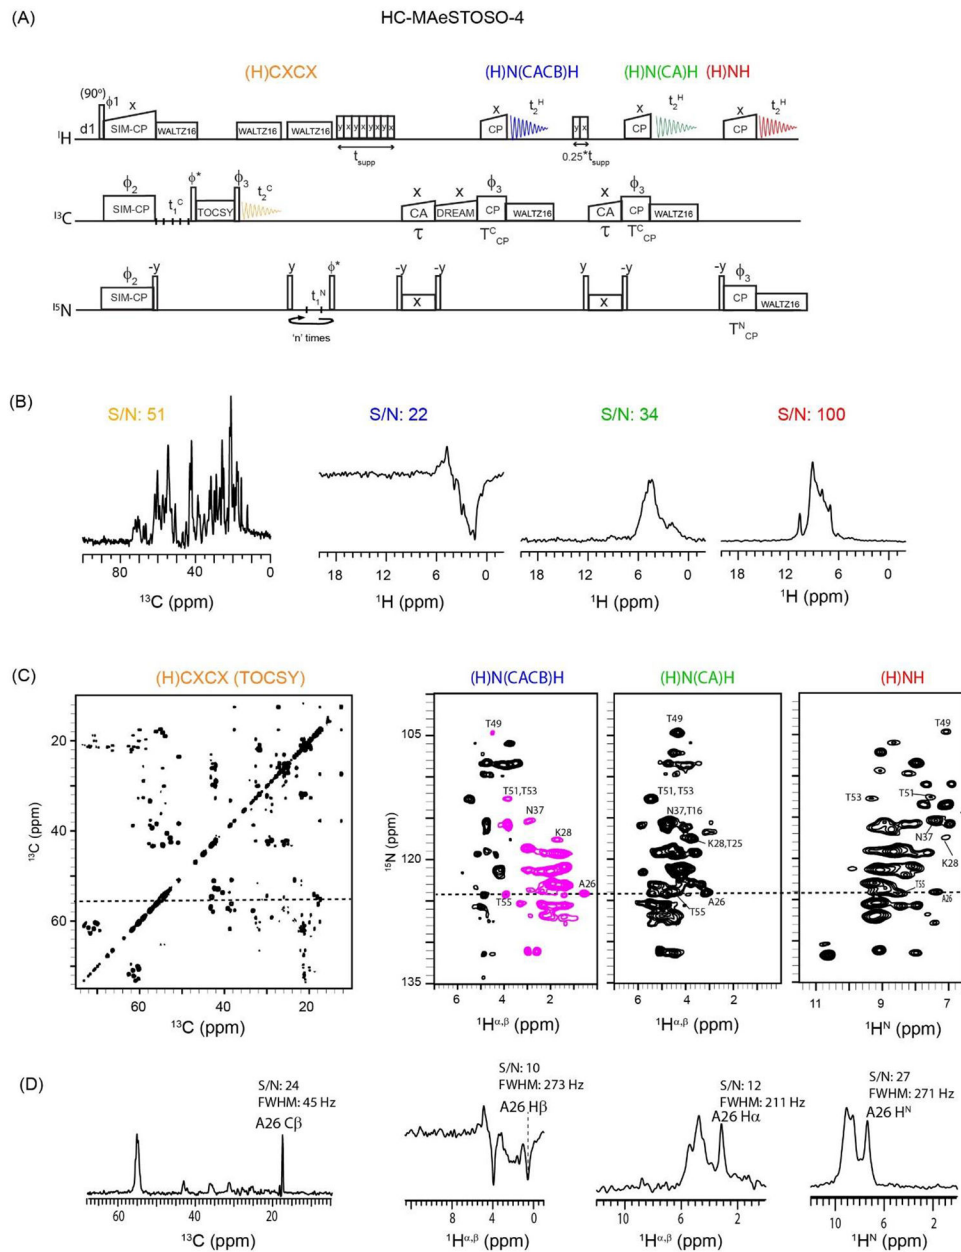 (A)
HC-MAeSTOSO-4
(H)CXCX
(H)N(CACB)H
(H)N(CA)H
(H)NH
(90º) ϕ1 x x t₂ᴴ x t₂ᴴ x t₂ᴴ
¹H d1 SIM-CP WALTZ16 WALTZ16 WALTZ16 y x y x y x y x CP y x CP CP
t_supp 0.25*t_supp
ϕ₂ ϕ* ϕ₃ t₂ᶜ x x ϕ₃ x ϕ₃
¹³C SIM-CP t₁ᶜ TOCSY CA DREAM CP WALTZ16 CA CP WALTZ16
τ Tᶜ_CP τ Tᶜ_CP
ϕ₂ -y y ϕ* -y -y -y -y -y ϕ₃
¹⁵N SIM-CP t₁ᴺ x x CP WALTZ16
'n' times Tᴺ_CP
(B)
S/N: 51
S/N: 22
S/N: 34
S/N: 100
80 40 0
18 12 6 0
18 12 6 0
18 12 6 0
¹³C (ppm)
¹H (ppm)
¹H (ppm)
¹H (ppm)
(C)
(H)CXCX (TOCSY)
(H)N(CACB)H
(H)N(CA)H
(H)NH
¹³C (ppm)
20
30
40
60
60 40 20
¹³C (ppm)
¹⁵N (ppm)
105
120
135
T49
T51,T53
N37
K28
A26
T55
6 4 2
¹Hα,β (ppm)
T49
T51, T53
N37,T16
K28,T25
A26
T55
6 4 2
¹Hα,β (ppm)
T49
T53
T51
N37
K28
T55
A26
11 9 7
¹Hᴺ (ppm)
(D)
S/N: 24
FWHM: 45 Hz
A26 Cβ
60 40 20
¹³C (ppm)
S/N: 10
FWHM: 273 Hz
A26 Hβ
12 8 4 0
¹Hα,β (ppm)
S/N: 12
FWHM: 211 Hz
A26 Hα
10 6 2
¹Hα,β (ppm)
S/N: 27
FWHM: 271 Hz
A26 Hᴺ
10 6 2
¹Hᴺ (ppm)